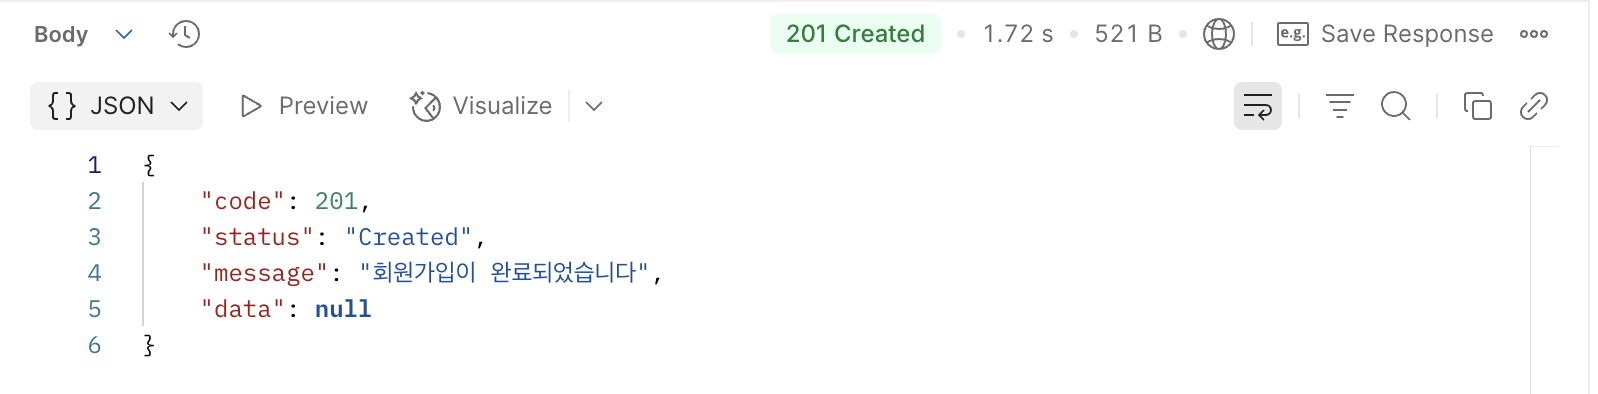 Body 201 Created 1.72 s 521 B e.g. Save Response
{} JSON Preview Visualize
1 {
2 "code": 201,
3 "status": "Created",
4 "message": "회원가입이 완료되었습니다",
5 "data": null
6 }